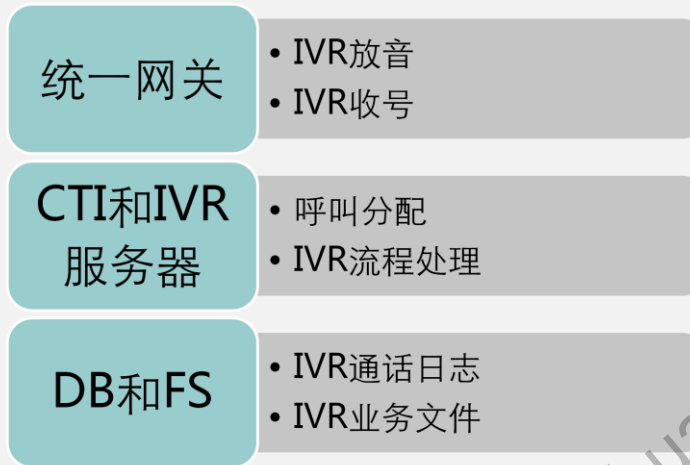 统一网关
• IVR放音
• IVR收号
CTI和IVR
服务器
• 呼叫分配
• IVR流程处理
DB和FS
• IVR通话日志
• IVR业务文件